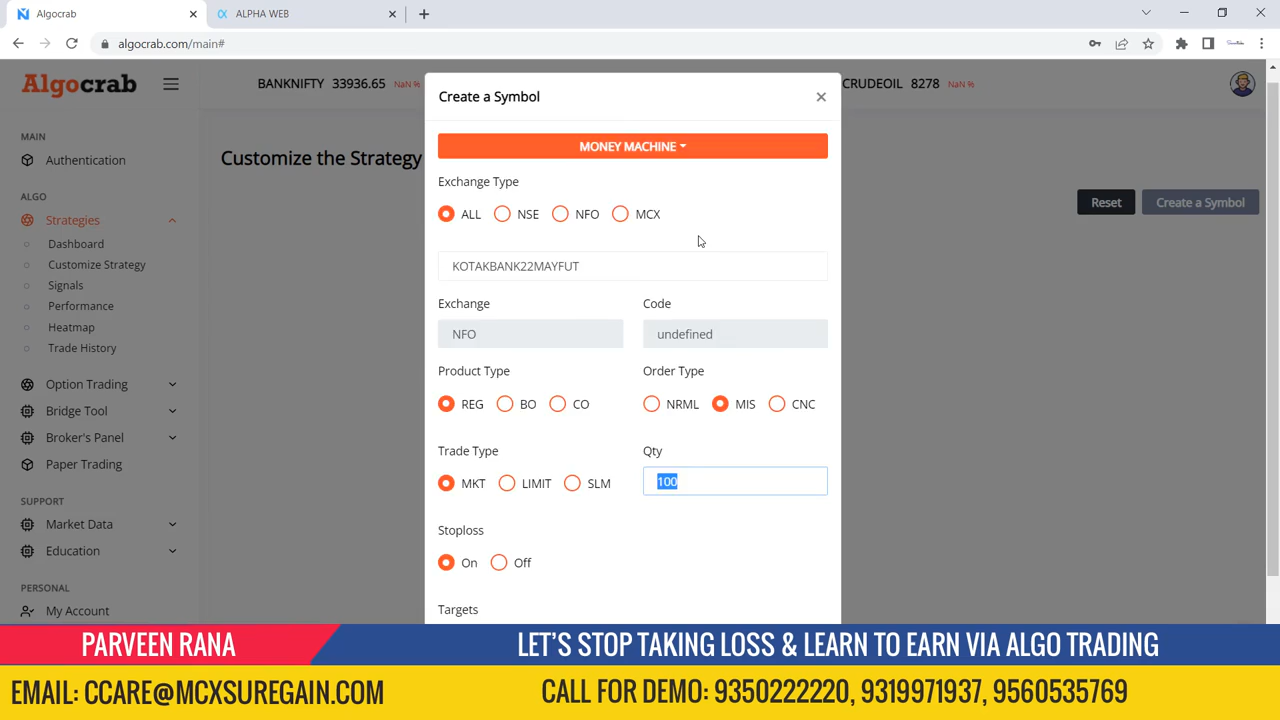 Algocrab
ALPHA WEB
algocrab.com/main#
Algocrab
BANKNIFTY 33936.65 NaN %
CRUDEOIL 8278 NaN %
MAIN
Authentication
ALGO
Strategies
Dashboard
Customize Strategy
Signals
Performance
Heatmap
Trade History
Option Trading
Bridge Tool
Broker's Panel
Paper Trading
SUPPORT
Market Data
Education
PERSONAL
My Account
Customize the Strategy
Reset
Create a Symbol
Create a Symbol
MONEY MACHINE
Exchange Type
ALL NSE NFO MCX
KOTAKBANK22MAYFUT
Exchange Code
NFO undefined
Product Type Order Type
REG BO CO NRML MIS CNC
Trade Type Qty
MKT LIMIT SLM 100
Stoploss
On Off
Targets
PARVEEN RANA
LET'S STOP TAKING LOSS & LEARN TO EARN VIA ALGO TRADING
EMAIL: CCARE@MCXSUREGAIN.COM
CALL FOR DEMO: 9350222220, 9319971937, 9560535769